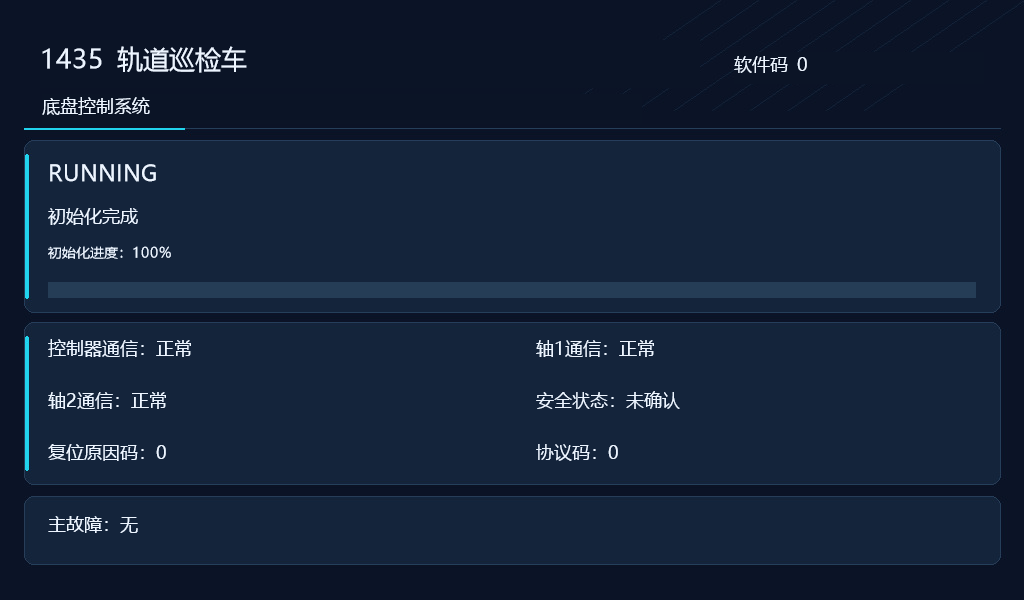 1435 轨道巡检车
软件码 0
底盘控制系统
RUNNING
初始化完成
初始化进度：100%
控制器通信：正常
轴1通信：正常
轴2通信：正常
安全状态：未确认
复位原因码：0
协议码：0
主故障：无